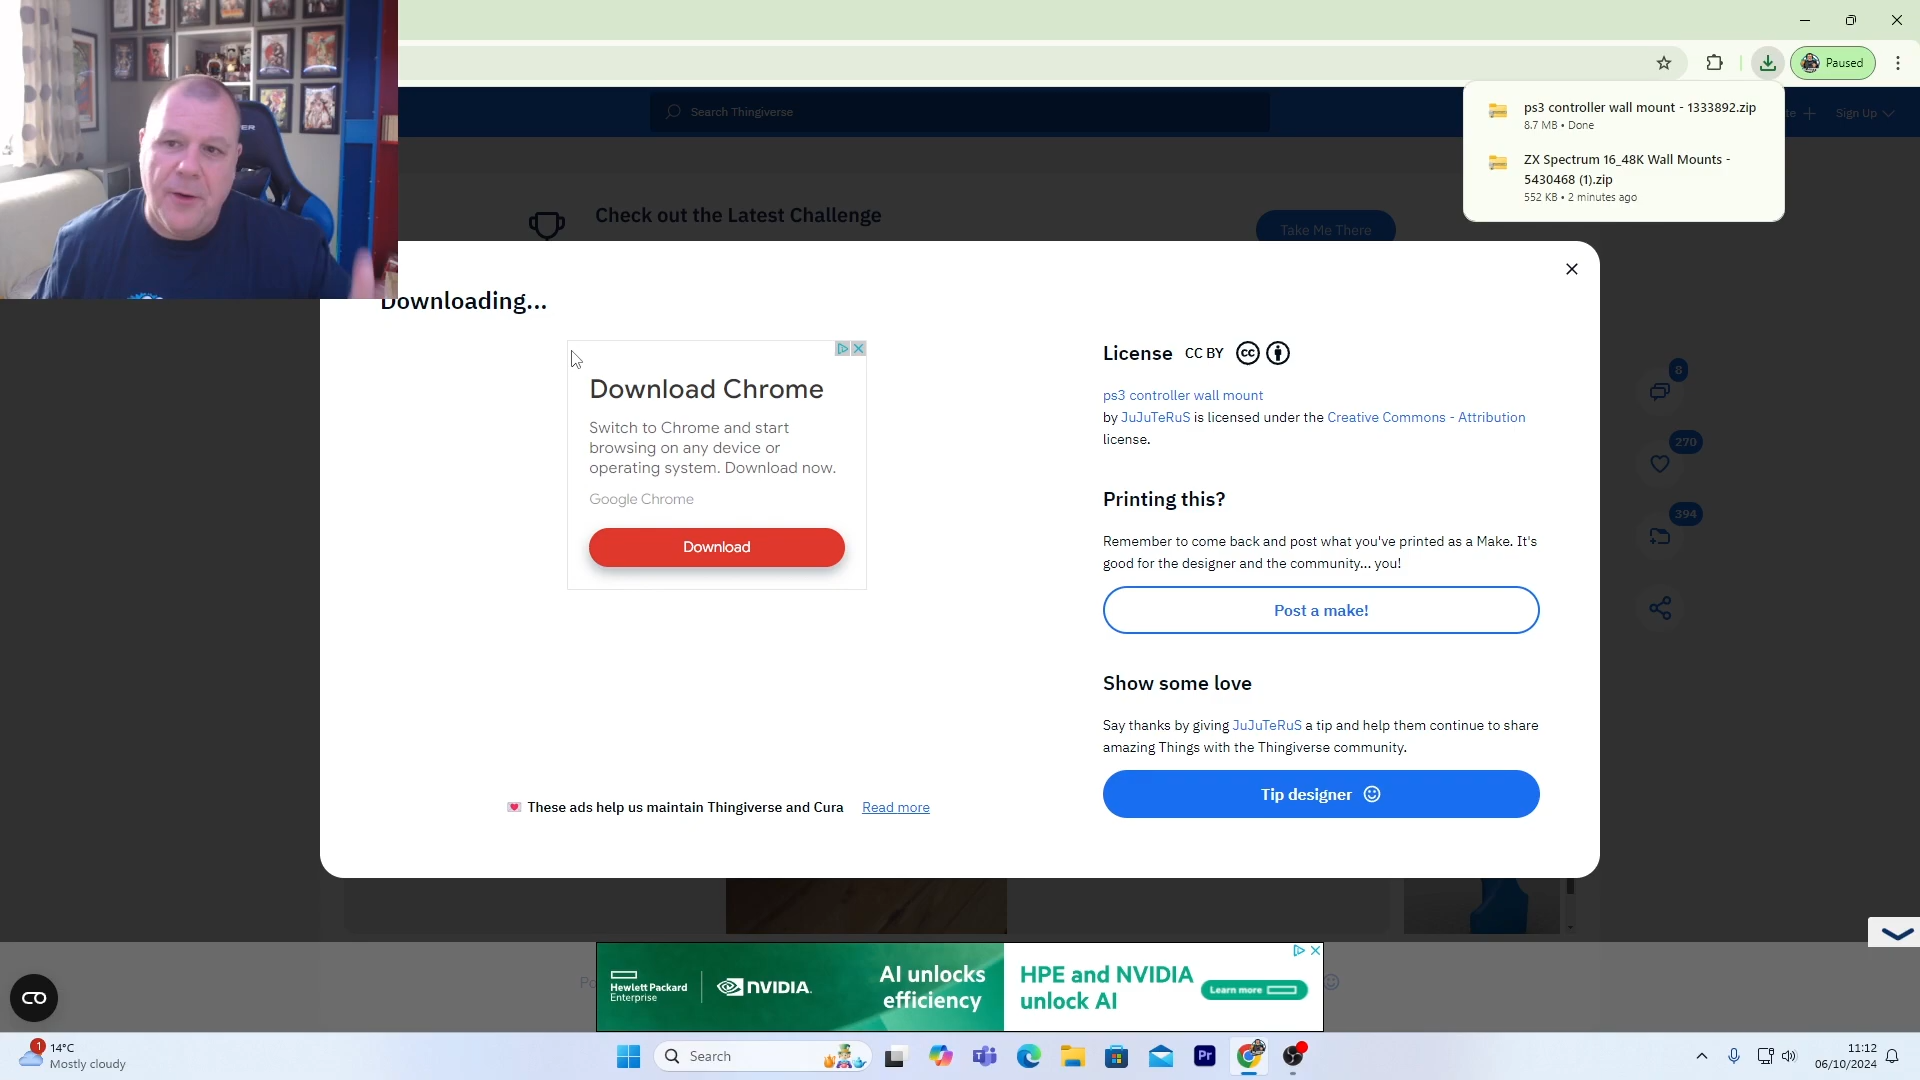 Paused
ps3 controller wall mount - 1333892.zip
8.7 MB • Done
ZX Spectrum 16_48K Wall Mounts -
5430468 (1).zip
552 KB • 2 minutes ago
Search Thingiverse
Sign Up
Check out the Latest Challenge
Take Me There
Downloading...
Download Chrome
Switch to Chrome and start
browsing on any device or
operating system. Download now.
Google Chrome
Download
These ads help us maintain Thingiverse and Cura Read more
License CC BY
cc
ps3 controller wall mount
by JuJuTeRuS is licensed under the Creative Commons - Attribution
license.
Printing this?
Remember to come back and post what you've printed as a Make. It's
good for the designer and the community... you!
Post a make!
Show some love
Say thanks by giving JuJuTeRuS a tip and help them continue to share
amazing Things with the Thingiverse community.
Tip designer
8
270
394
Hewlett Packard
Enterprise
NVIDIA.
AI unlocks
efficiency
HPE and NVIDIA
unlock AI
Learn more
1
14°C
Mostly cloudy
Search
Pr
11:12
06/10/2024